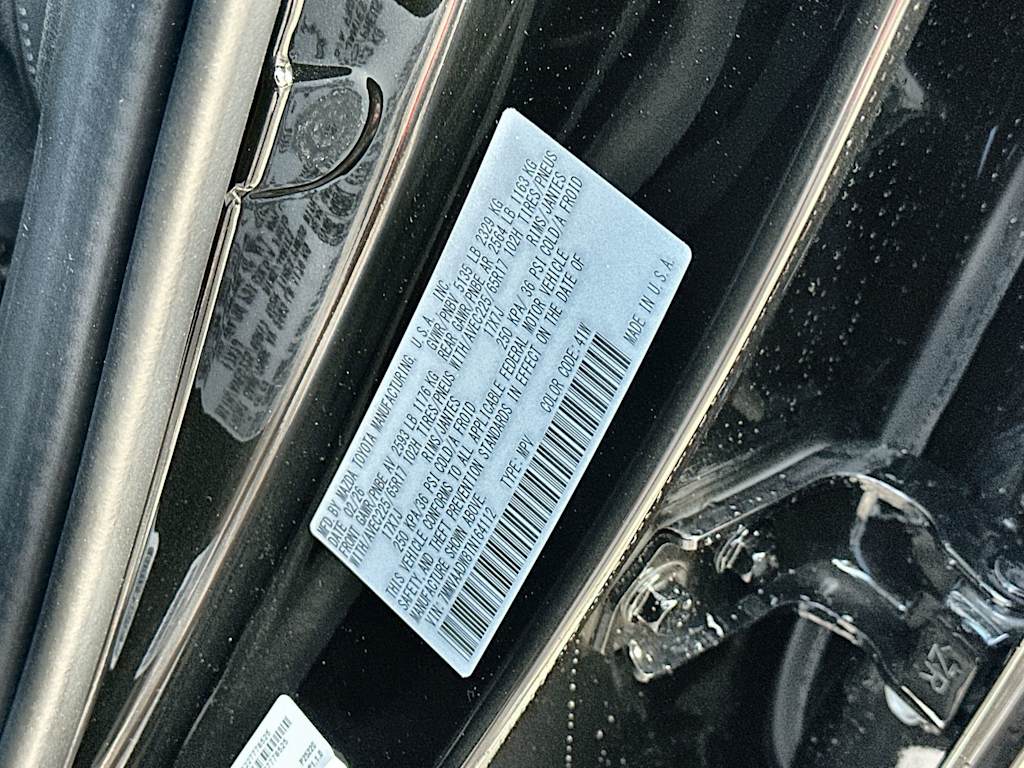 MFD BY MAZDA TOYOTA MANUFACTURING, U.S.A., INC.
DATE: 02/26 GVWR/PNBV 5135 LB 2329 KG
FRONT GAWR/PNBE AV 2593 LB 1176 KG REAR GAWR/PNBE AR 2564 LB 1163 KG
WITH/AVEC225/65R17 102H TIRES/PNEUS WITH/AVEC225/65R17 102H TIRES/PNEUS
17X7J RIMS/JANTES 17X7J RIMS/JANTES
250 KPA/36 PSI COLD/A FROID 250 KPA/36 PSI COLD/A FROID
THIS VEHICLE CONFORMS TO ALL APPLICABLE FEDERAL MOTOR VEHICLE
SAFETY, AND THEFT PREVENTION STANDARDS IN EFFECT ON THE DATE OF
MANUFACTURE SHOWN ABOVE.
TYPE: MPV COLOR CODE: 41W
MADE IN U.S.A.